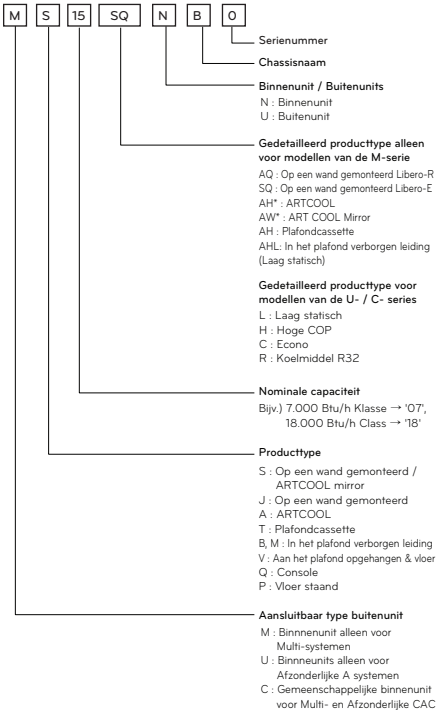 M S 15 SQ N B 0
Serienummer
Chassisnaam
Binnenunit / Buitenunits
N : Binnenunit
U : Buitenunit
Gedetailleerd producttype alleen
voor modellen van de M-serie
AQ : Op een wand gemonteerd Libero-R
SQ : Op een wand gemonteerd Libero-E
AH* : ARTCOOL
AW* : ART COOL Mirror
AH : Plafondcassette
AHL: In het plafond verborgen leiding
(Laag statisch)
Gedetailleerd producttype voor
modellen van de U- / C- series
L : Laag statisch
H : Hoge COP
C : Econo
R : Koelmiddel R32
Nominale capaciteit
Bijv.) 7.000 Btu/h Klasse → '07',
18.000 Btu/h Class → '18'
Producttype
S : Op een wand gemonteerd /
ARTCOOL mirror
J : Op een wand gemonteerd
A : ARTCOOL
T : Plafondcassette
B, M : In het plafond verborgen leiding
V : Aan het plafond opgehangen & vloer
Q : Console
P : Vloer staand
Aansluitbaar type buitenunit
M : Binnnenunit alleen voor
Multi-systemen
U : Binnneunits alleen voor
Afzonderlijke A systemen
C : Gemeenschappelijke binnenunit
voor Multi- en Afzonderlijke CAC